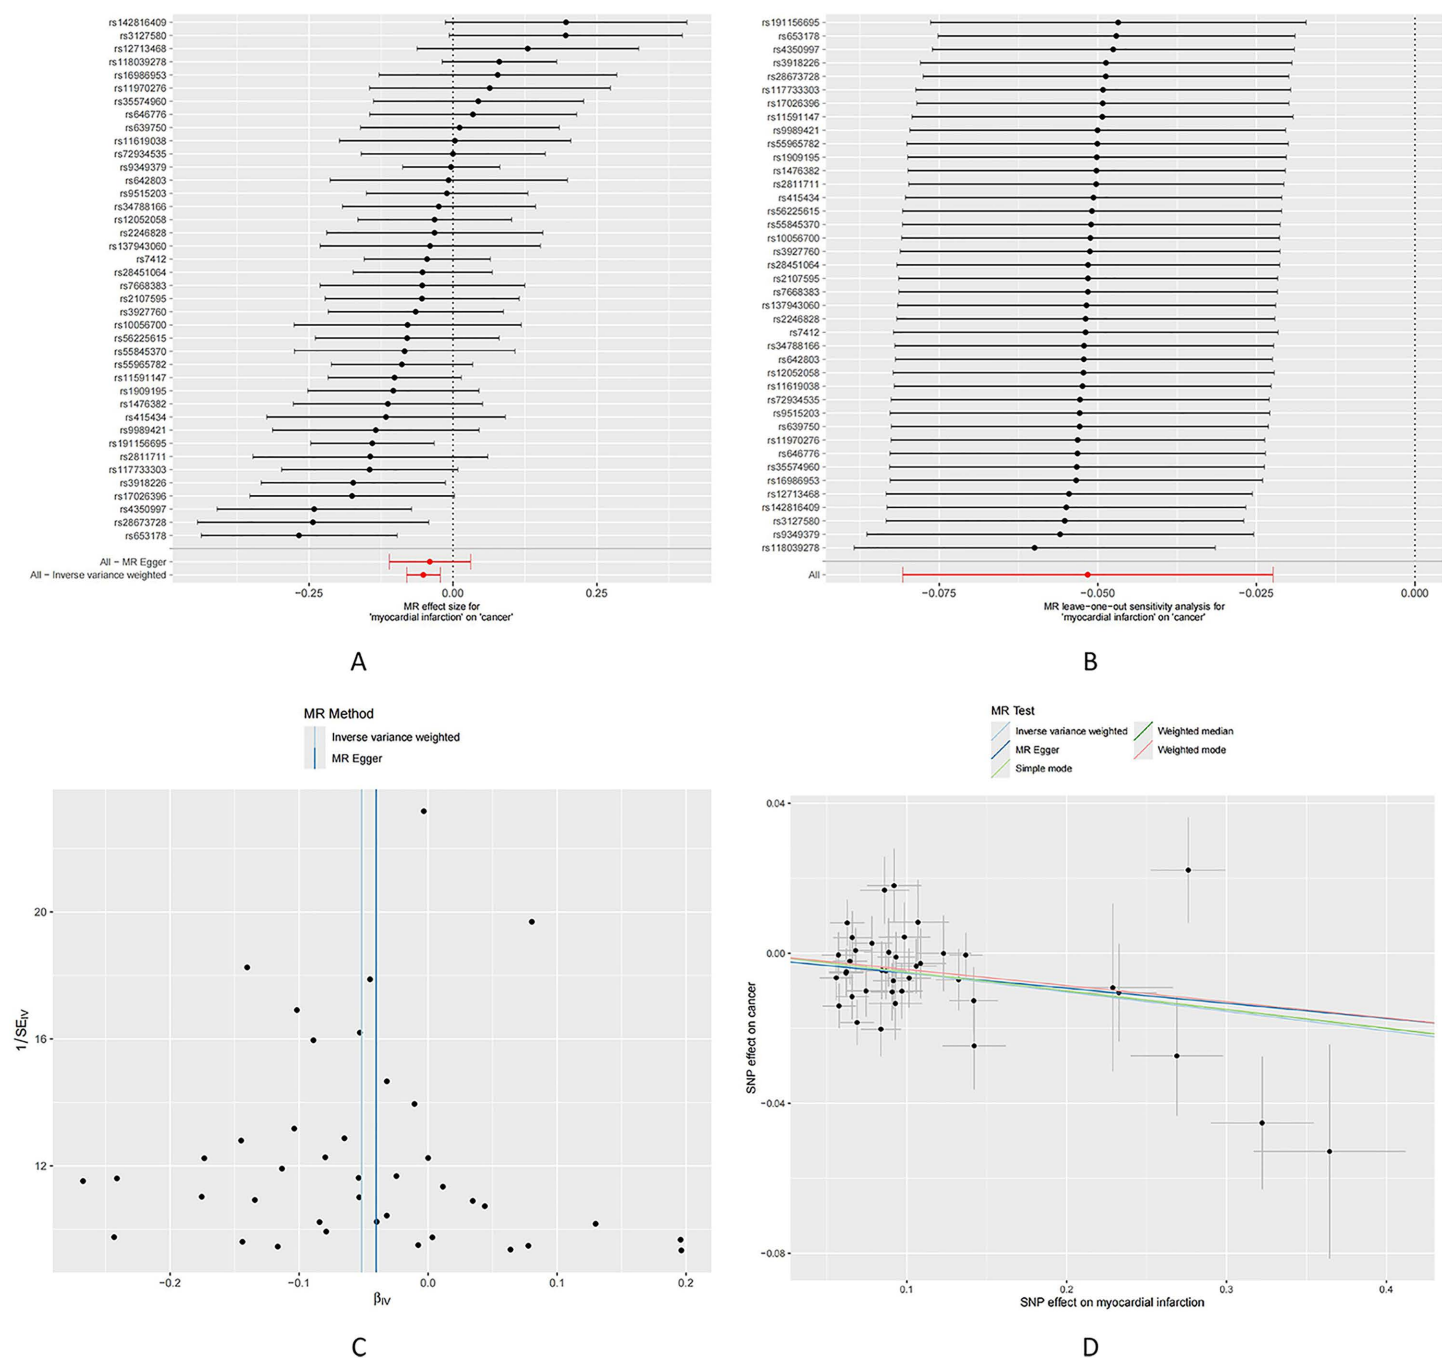 rs142816409
rs3127580
rs12713468
rs118039278
rs16986953
rs11970276
rs35574960
rs646776
rs639750
rs11619038
rs72934535
rs9349379
rs642803
rs9515203
rs34788166
rs12052058
rs2246828
rs137943060
rs7412
rs28451064
rs7668383
rs2107595
rs3927760
rs10056700
rs56225615
rs55845370
rs55965782
rs11591147
rs1909195
rs1476382
rs415434
rs9989421
rs191156695
rs2811711
rs117733303
rs3918226
rs17026396
rs4350997
rs28673728
rs653178
All − MR Egger
All − Inverse variance weighted
−0.25 0.00 0.25
MR effect size for
'myocardial infarction' on 'cancer'
A
rs191156695
rs653178
rs4350997
rs3918226
rs28673728
rs117733303
rs17026396
rs11591147
rs9989421
rs55965782
rs1909195
rs1476382
rs2811711
rs415434
rs56225615
rs55845370
rs10056700
rs3927760
rs28451064
rs2107595
rs7668383
rs137943060
rs2246828
rs7412
rs34788166
rs642803
rs12052058
rs11619038
rs72934535
rs9515203
rs639750
rs11970276
rs646776
rs35574960
rs16986953
rs12713468
rs142816409
rs3127580
rs9349379
rs118039278
All
−0.075 −0.050 −0.025 0.000
MR leave−one−out sensitivity analysis for
'myocardial infarction' on 'cancer'
B
MR Method
Inverse variance weighted
MR Egger
20
16
12
1/SEIV
−0.2 −0.1 0.0 0.1 0.2
βIV
C
MR Test
Inverse variance weighted
MR Egger
Simple mode
Weighted median
Weighted mode
0.04
0.00
−0.04
−0.08
SNP effect on cancer
0.1 0.2 0.3 0.4
SNP effect on myocardial infarction
D